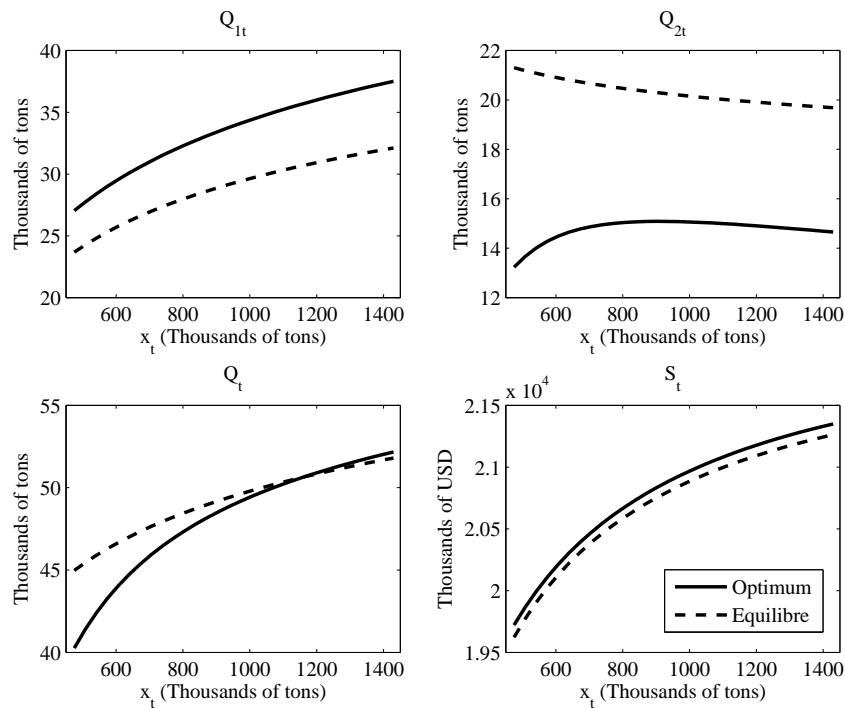 Q1t
40
35
30
25
20
Thousands of tons
600 800 1000 1200 1400
xt (Thousands of tons)
Q2t
22
20
18
16
14
12
Thousands of tons
600 800 1000 1200 1400
xt (Thousands of tons)
Qt
55
50
45
40
Thousands of tons
600 800 1000 1200 1400
xt (Thousands of tons)
St
x 10^4
2.15
2.1
2.05
2
1.95
Thousands of USD
Optimum
Equilibre
600 800 1000 1200 1400
xt (Thousands of tons)